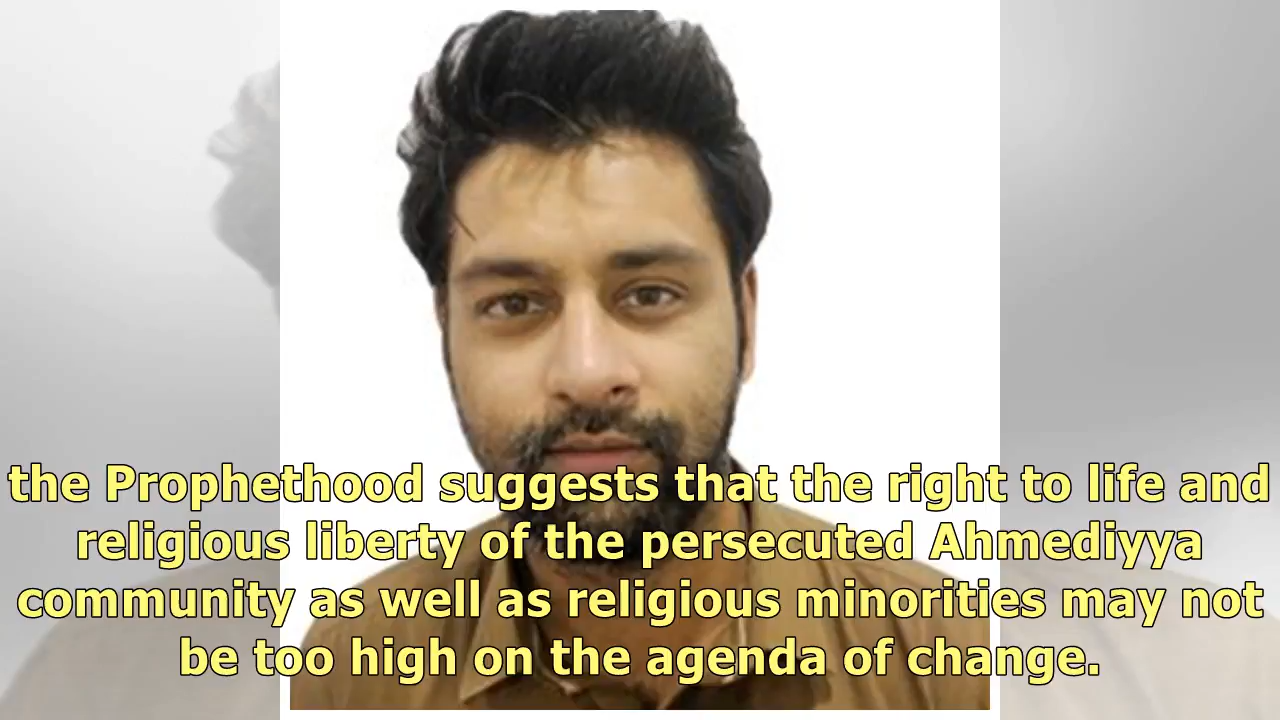 the Prophethood suggests that the right to life and
religious liberty of the persecuted Ahmediyya
community as well as religious minorities may not
be too high on the agenda of change.